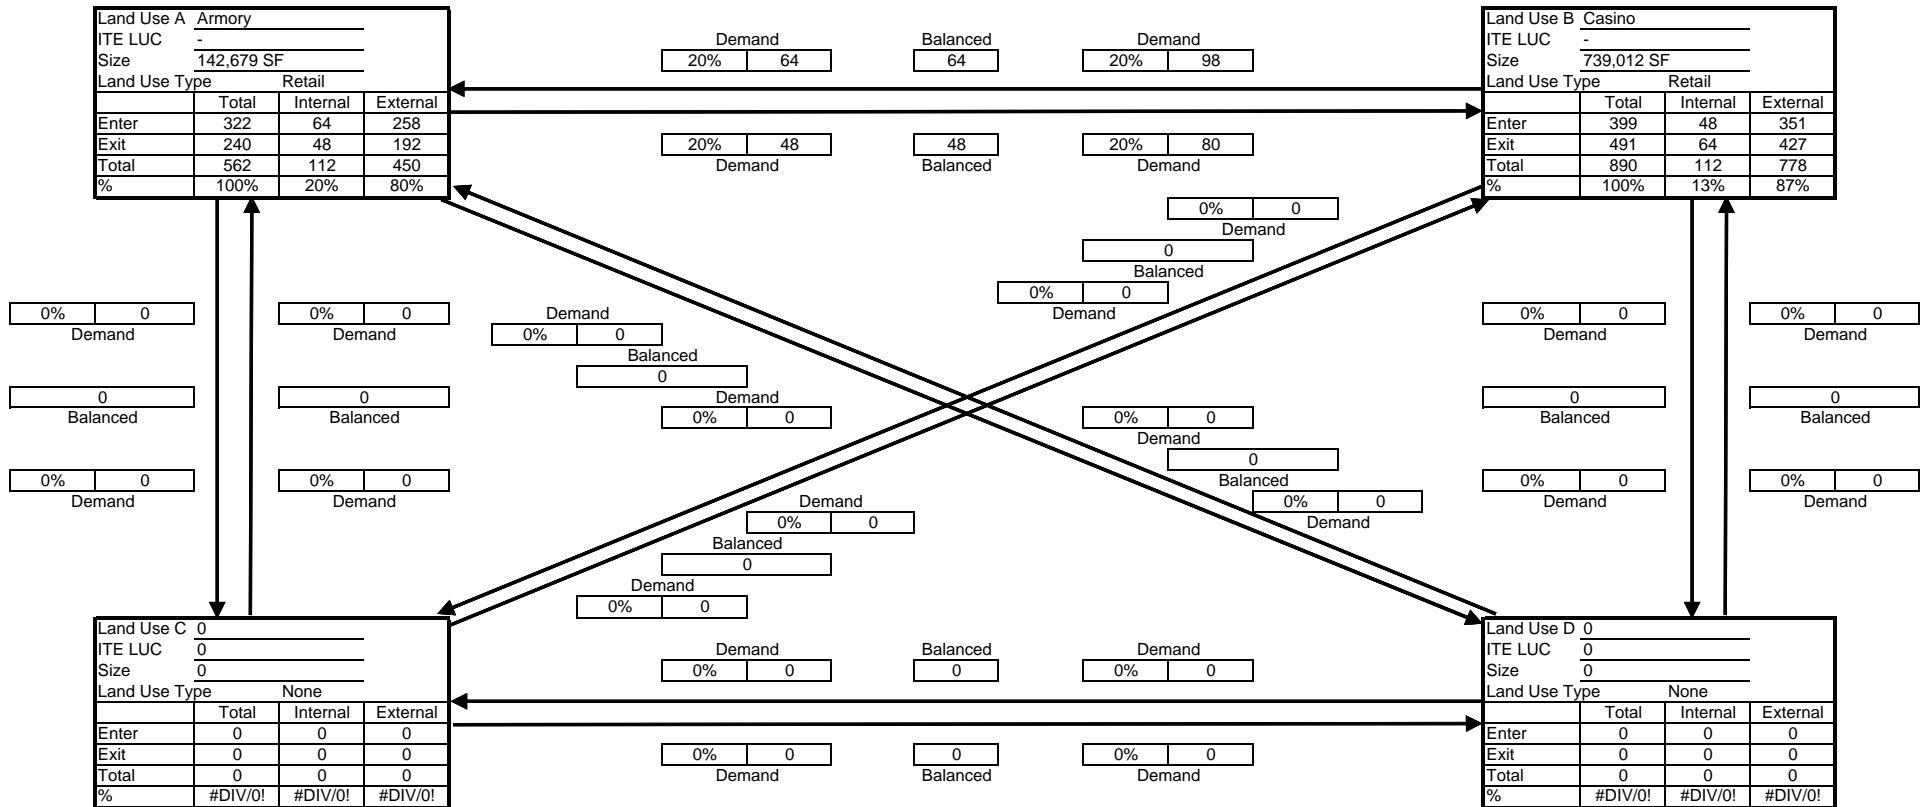 Land Use A Armory
ITE LUC -
Size 142,679 SF
Land Use Type Retail
Total Internal External
Enter 322 64 258
Exit 240 48 192
Total 562 112 450
% 100% 20% 80%
Demand Balanced Demand
20% 64 64 20% 98
20% 48 48 20% 80
Demand Balanced Demand
Land Use B Casino
ITE LUC -
Size 739,012 SF
Land Use Type Retail
Total Internal External
Enter 399 48 351
Exit 491 64 427
Total 890 112 778
% 100% 13% 87%
0% 0
Demand
0
Balanced
0% 0
Demand
0% 0 0% 0
Demand Demand
0 0
Balanced Balanced
0% 0 0% 0
Demand Demand
Demand
0% 0
Balanced
0
Demand
0% 0
0% 0
Demand
0
Balanced
0% 0
Demand
0% 0 0% 0
Demand Demand
0 0
Balanced Balanced
0% 0 0% 0
Demand Demand
Demand
0% 0
Balanced
0
Demand
0% 0
Land Use C 0
ITE LUC 0
Size 0
Land Use Type None
Total Internal External
Enter 0 0 0
Exit 0 0 0
Total 0 0 0
% #DIV/0! #DIV/0! #DIV/0!
Demand Balanced Demand
0% 0 0 0% 0
0% 0 0 0% 0
Demand Balanced Demand
Land Use D 0
ITE LUC 0
Size 0
Land Use Type None
Total Internal External
Enter 0 0 0
Exit 0 0 0
Total 0 0 0
% #DIV/0! #DIV/0! #DIV/0!